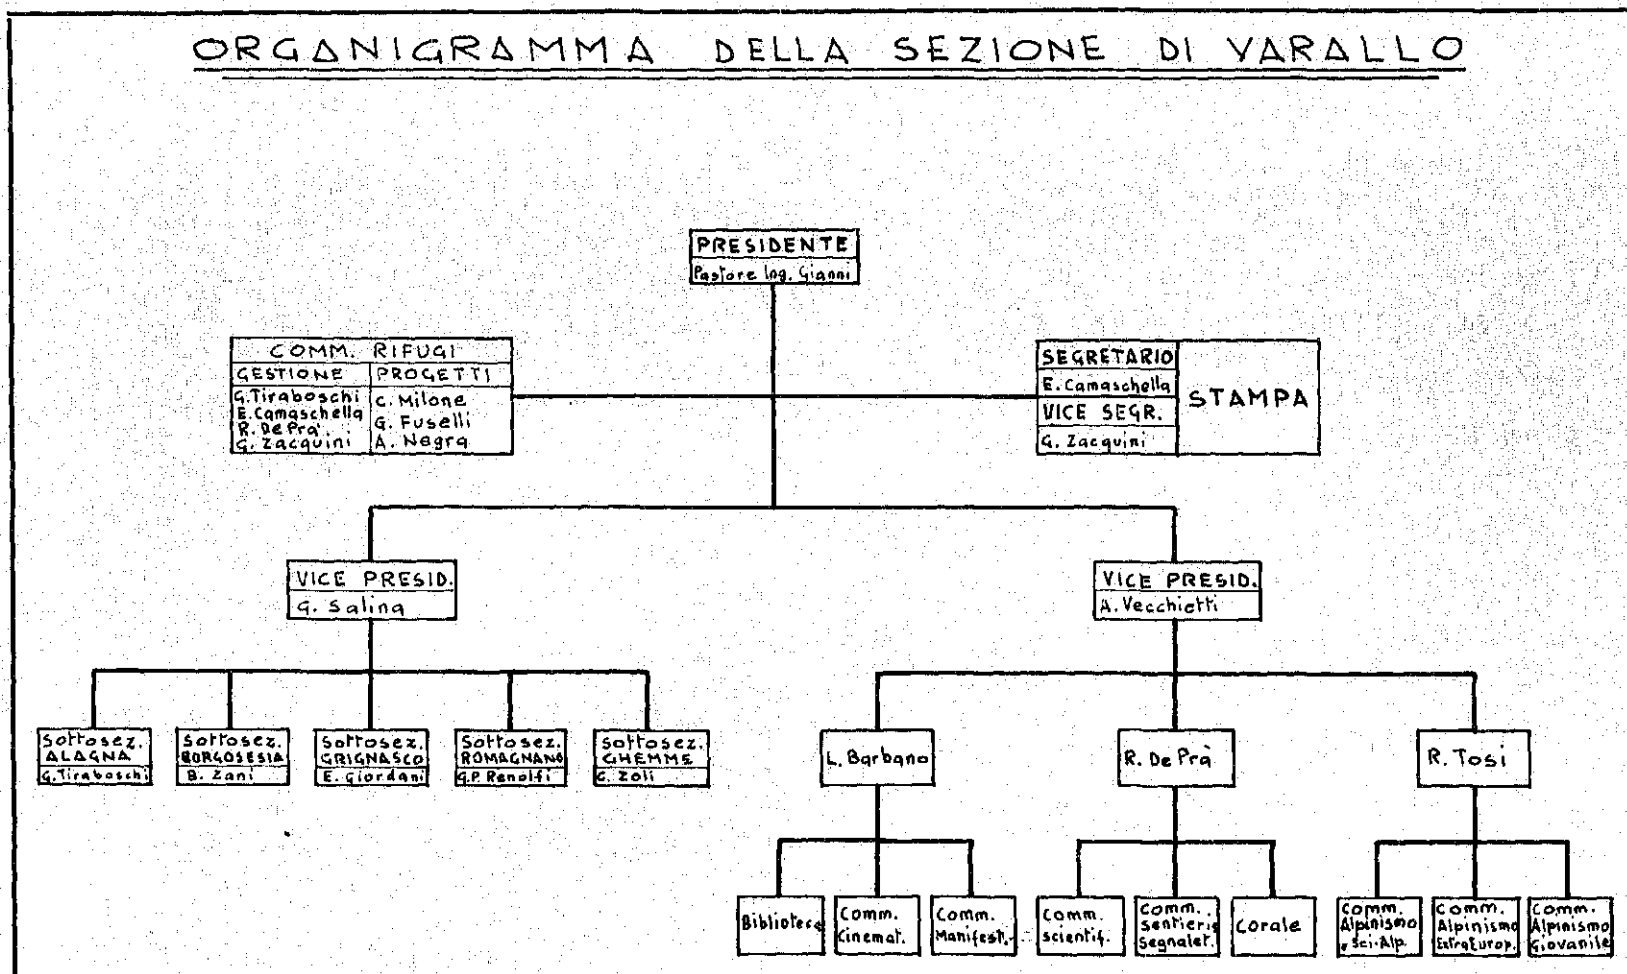 ORGANIGRAMMA DELLA SEZIONE DI VARALLO
PRESIDENTE
Pastore Ing. Gianni
COMM. RIFUGI
GESTIONE PROGETTI
G. Tiraboschi
E. Camaschella
R. De Prà
G. Zacquini
C. Milone
G. Fuselli
A. Negra
SEGRETARIO
E. Camaschella
VICE SEGR.
G. Zacquini
STAMPA
VICE PRESID.
G. Salina
VICE PRESID.
A. Vecchietti
Sottosez.
ALAGNA
G. Tiraboschi
Sottosez.
BORGOSESIA
B. Zani
Sottosez.
GRIGNASCO
E. Giordani
Sottosez.
ROMAGNANO
G.P. Renolfi
Sottosez.
GHEMME
C. Zoli
L. Barbano
R. De Prà
R. Tosi
Biblioteca
Comm.
Cinemat.
Comm.
Manifest.
Comm.
scientif.
Comm.
Sentieri e
Segnalet.
Corale
Comm.
Alpinismo
e Sci-Alp.
Comm.
Alpinismo
ExtraEurop.
Comm.
Alpinismo
Giovanile